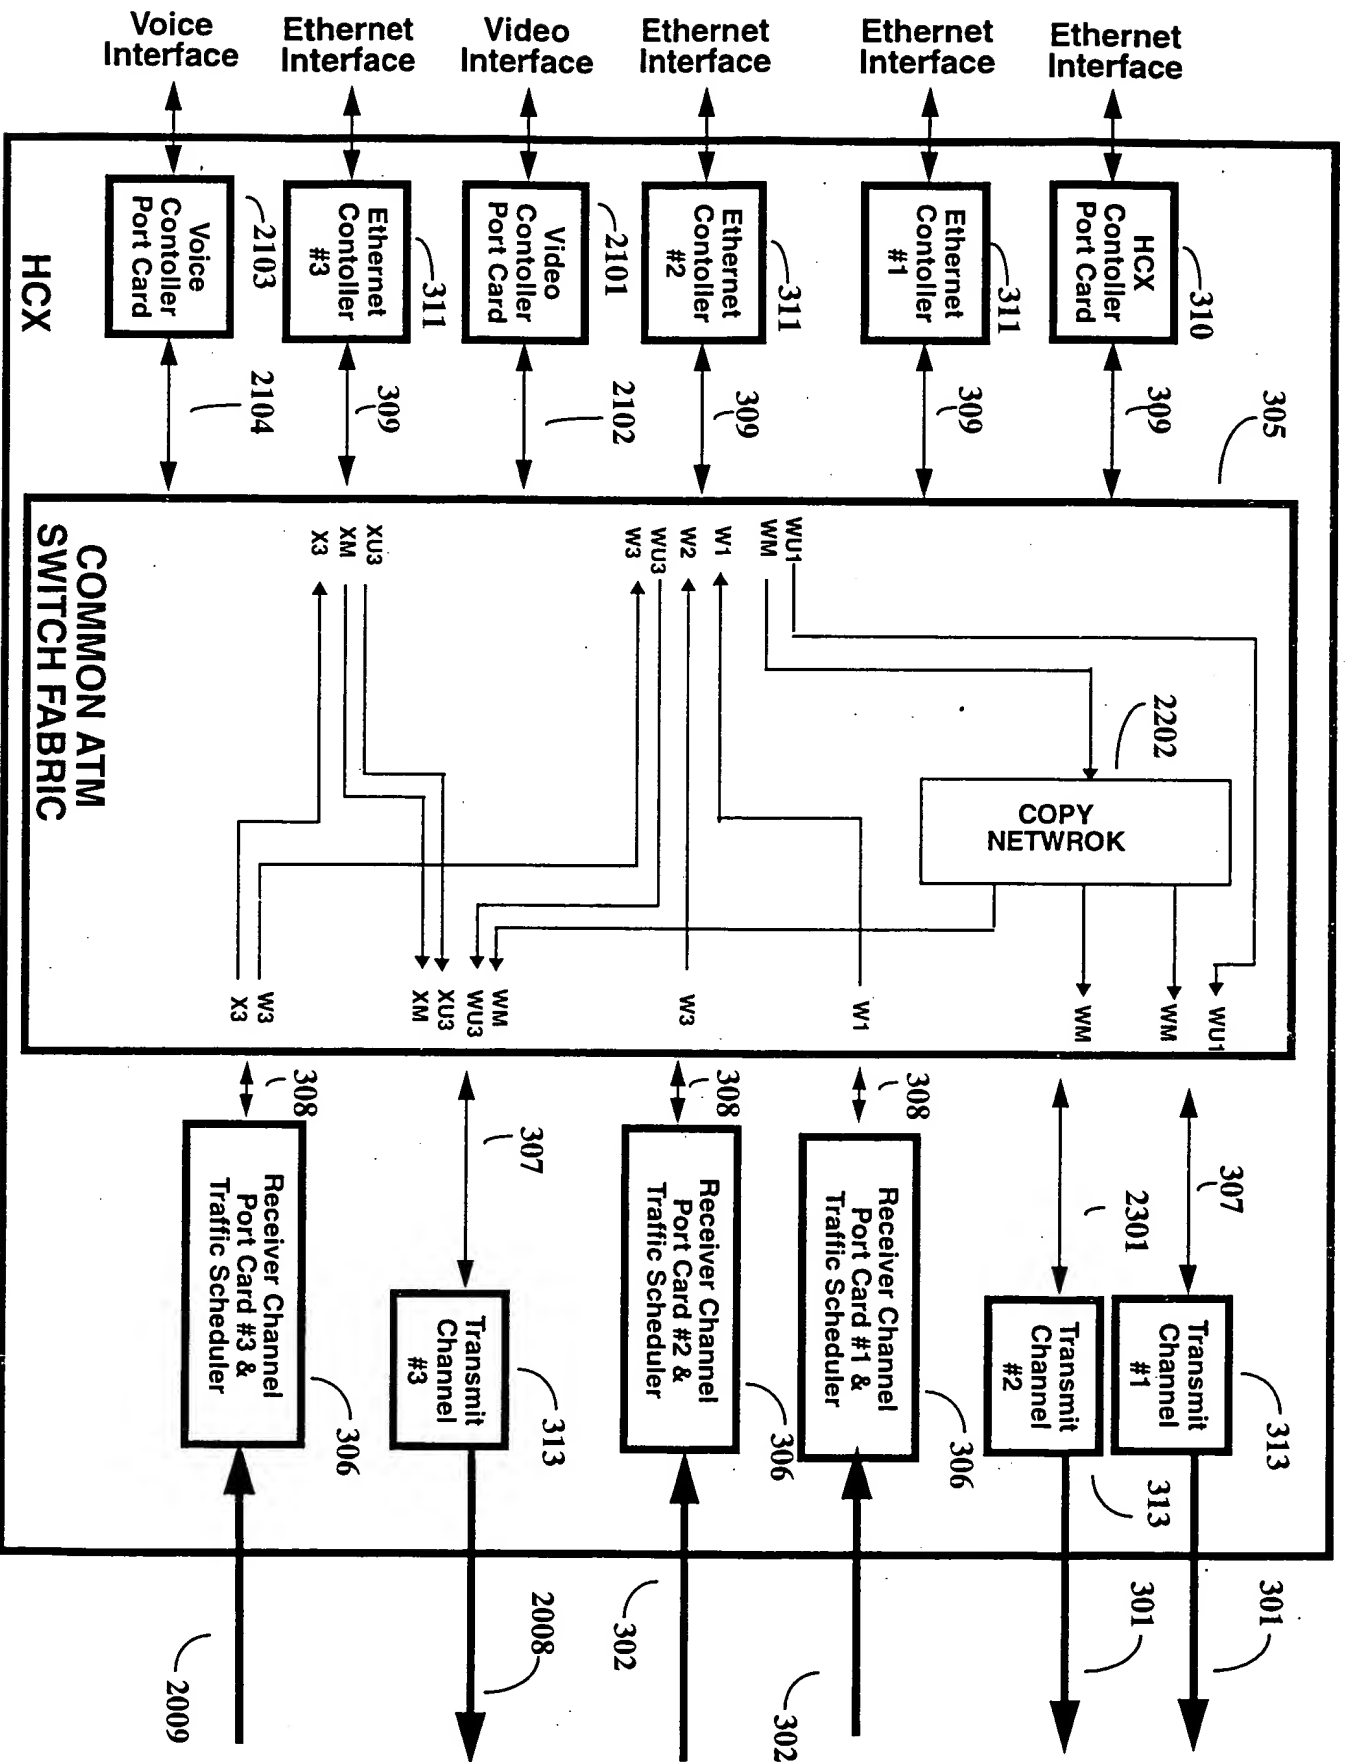 Voice
Interface
Ethernet
Interface
Video
Interface
Ethernet
Interface
Ethernet
Interface
Ethernet
Interface
Voice
Contoller
Port Card
2103
Ethernet
Contoller
#3
311
Video
Contoller
Port Card
2101
Ethernet
Contoller
#2
311
Ethernet
Contoller
#1
311
HCX
Contoller
Port Card
310
HCX
2104
309
2102
309
309
309
305
X3
XM
XU3
W3
WU3
W2
W1
WM
WU1
2202
COPY
NETWROK
COMMON ATM
SWITCH FABRIC
X3
W3
XM
XU3
WU3
WM
W3
W1
WM
WM
WU1
308
307
308
308
2301
307
Receiver Channel
Port Card #3 &
Traffic Scheduler
306
Transmit
Channel
#3
313
Receiver Channel
Port Card #2 &
Traffic Scheduler
306
Receiver Channel
Port Card #1 &
Traffic Scheduler
306
Transmit
Channel
#2
313
Transmit
Channel
#1
313
2009
2008
302
302
301
301